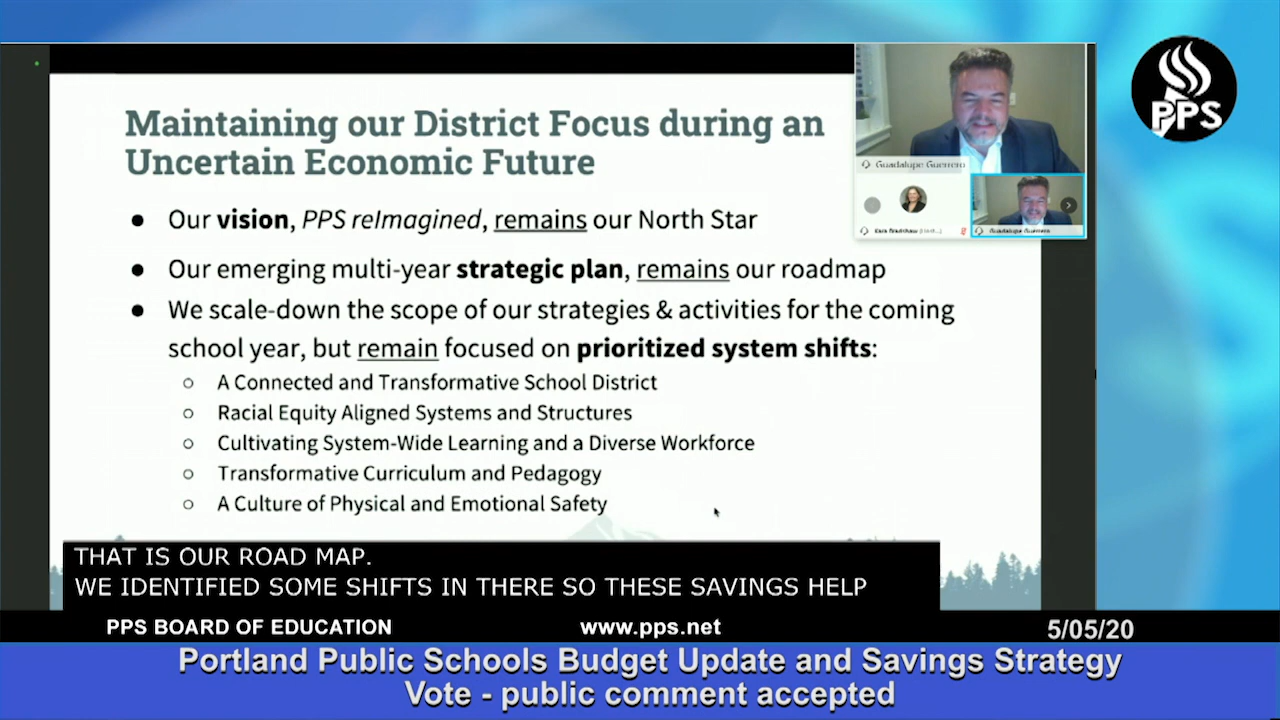 Maintaining our District Focus during an
Uncertain Economic Future
● Our vision, PPS reImagined, remains our North Star
● Our emerging multi-year strategic plan, remains our roadmap
● We scale-down the scope of our strategies & activities for the coming
school year, but remain focused on prioritized system shifts:
○ A Connected and Transformative School District
○ Racial Equity Aligned Systems and Structures
○ Cultivating System-Wide Learning and a Diverse Workforce
○ Transformative Curriculum and Pedagogy
○ A Culture of Physical and Emotional Safety
Guadalupe Guerrero
Guadalupe Guerrero
PPS
THAT IS OUR ROAD MAP.
WE IDENTIFIED SOME SHIFTS IN THERE SO THESE SAVINGS HELP
PPS BOARD OF EDUCATION www.pps.net 5/05/20
Portland Public Schools Budget Update and Savings Strategy
Vote - public comment accepted